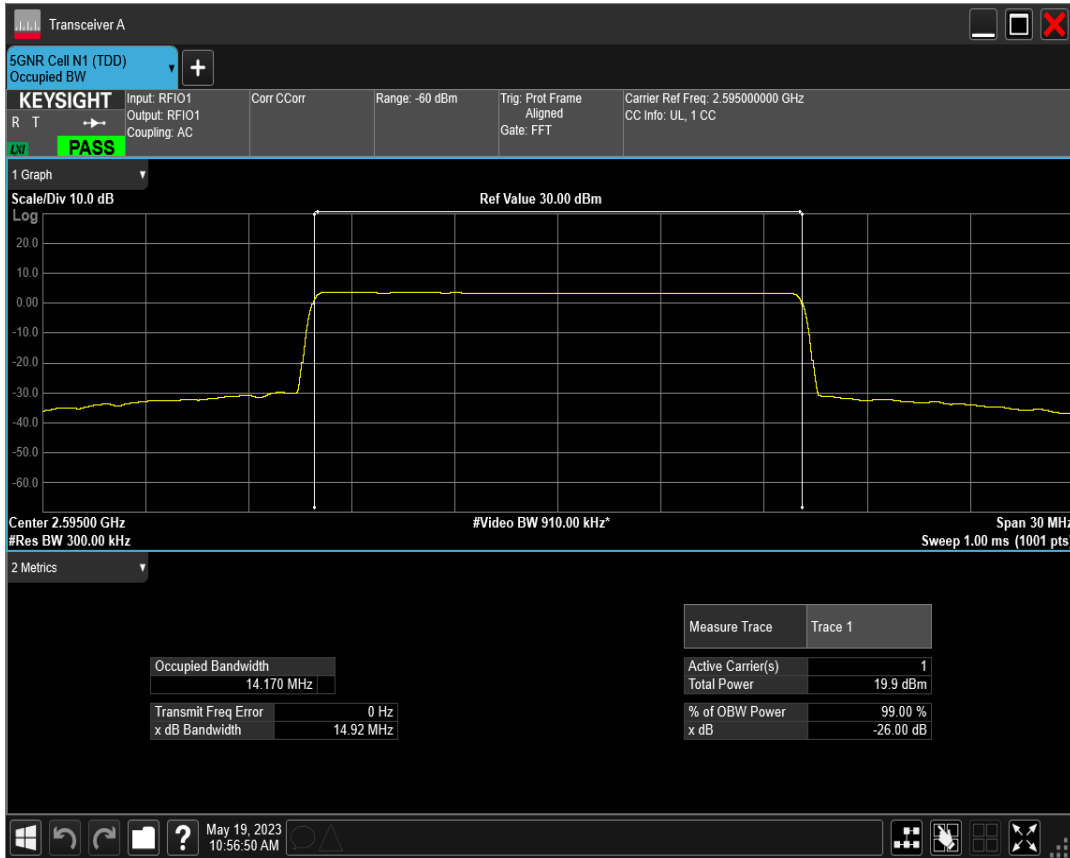 Transceiver A
5GNR Cell N1 (TDD)
Occupied BW
+
KEYSIGHT
R T
LXI
PASS
Input: RFIO1
Output: RFIO1
Coupling: AC
Corr CCorr
Range: -60 dBm
Trig: Prot Frame
Aligned
Gate: FFT
Carrier Ref Freq: 2.595000000 GHz
CC Info: UL, 1 CC
1 Graph
Scale/Div 10.0 dB
Ref Value 30.00 dBm
Log
20.0
10.0
0.00
-10.0
-20.0
-30.0
-40.0
-50.0
-60.0
Center 2.59500 GHz
#Video BW 910.00 kHz*
Span 30 MHz
#Res BW 300.00 kHz
Sweep 1.00 ms (1001 pts)
2 Metrics
Measure Trace Trace 1
Occupied Bandwidth
14.170 MHz
Transmit Freq Error 0 Hz
x dB Bandwidth 14.92 MHz
Active Carrier(s) 1
Total Power 19.9 dBm
% of OBW Power 99.00 %
x dB -26.00 dB
?
May 19, 2023
10:56:50 AM